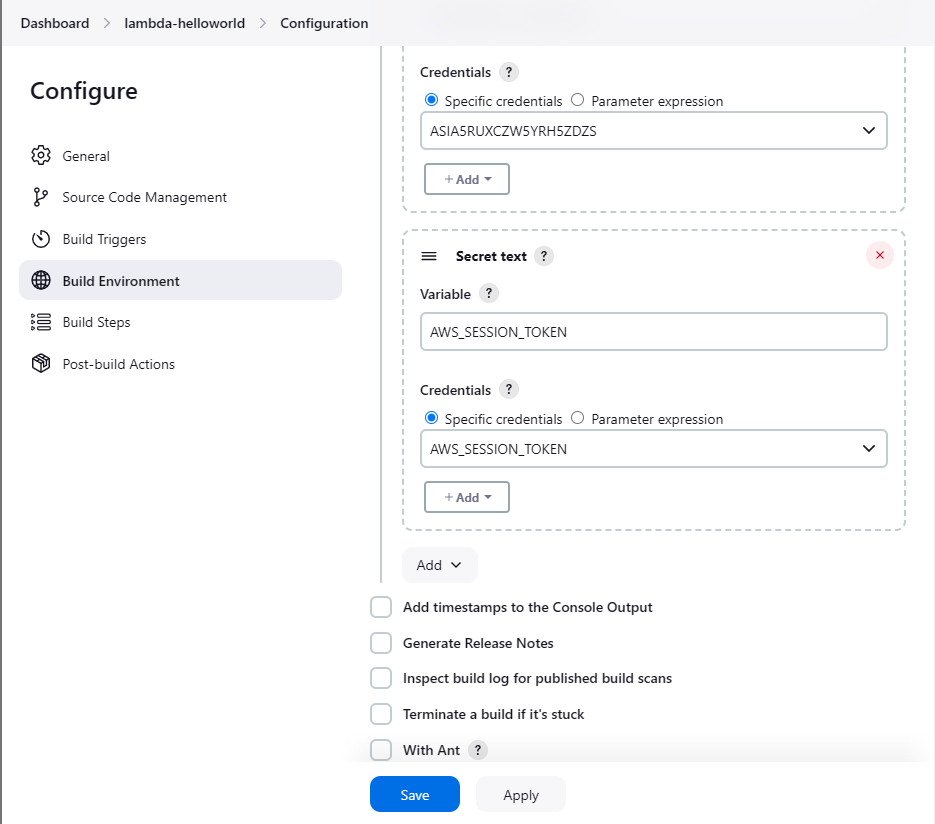 Dashboard > lambda-helloworld > Configuration
Configure
General
Source Code Management
Build Triggers
Build Environment
Build Steps
Post-build Actions
Credentials ?
Specific credentials Parameter expression
ASIA5RUXCZW5YRH5ZDZS
+ Add
Secret text ?
Variable ?
AWS_SESSION_TOKEN
Credentials ?
Specific credentials Parameter expression
AWS_SESSION_TOKEN
+ Add
Add
Add timestamps to the Console Output
Generate Release Notes
Inspect build log for published build scans
Terminate a build if it's stuck
With Ant ?
Save Apply